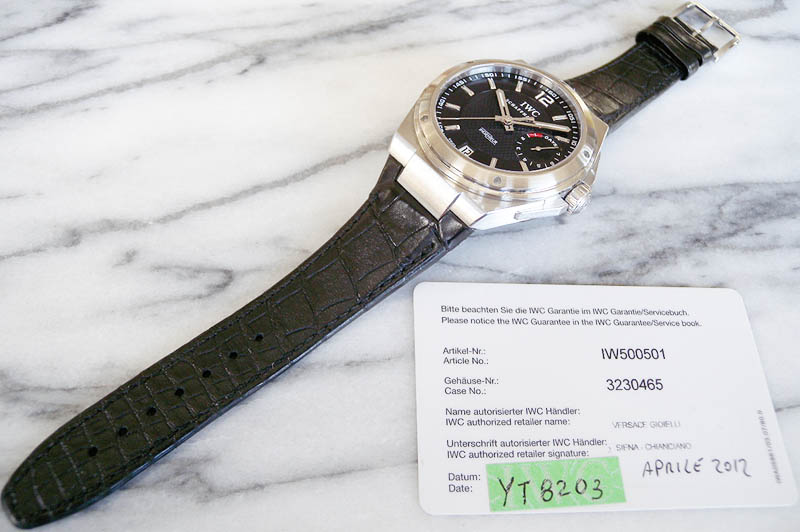 12
IWC
SCHAFFHAUSEN
Bitte beachten Sie die IWC Garantie im IWC Garantie/Servicebuch.
Please notice the IWC Guarantee in the IWC Guarantee/Service book.
Artikel-Nr.: IW500501
Article No.:
Gehäuse-Nr.: 3230465
Case No.:
Name autorisierter IWC Händler:
IWC authorized retailer name: VERSACE GIOIELLI
Unterschrift autorisierter IWC Händler: SIENA - CHIANCIANO
IWC authorized retailer signature:
Datum: APRILE 2012
Date: YT8203